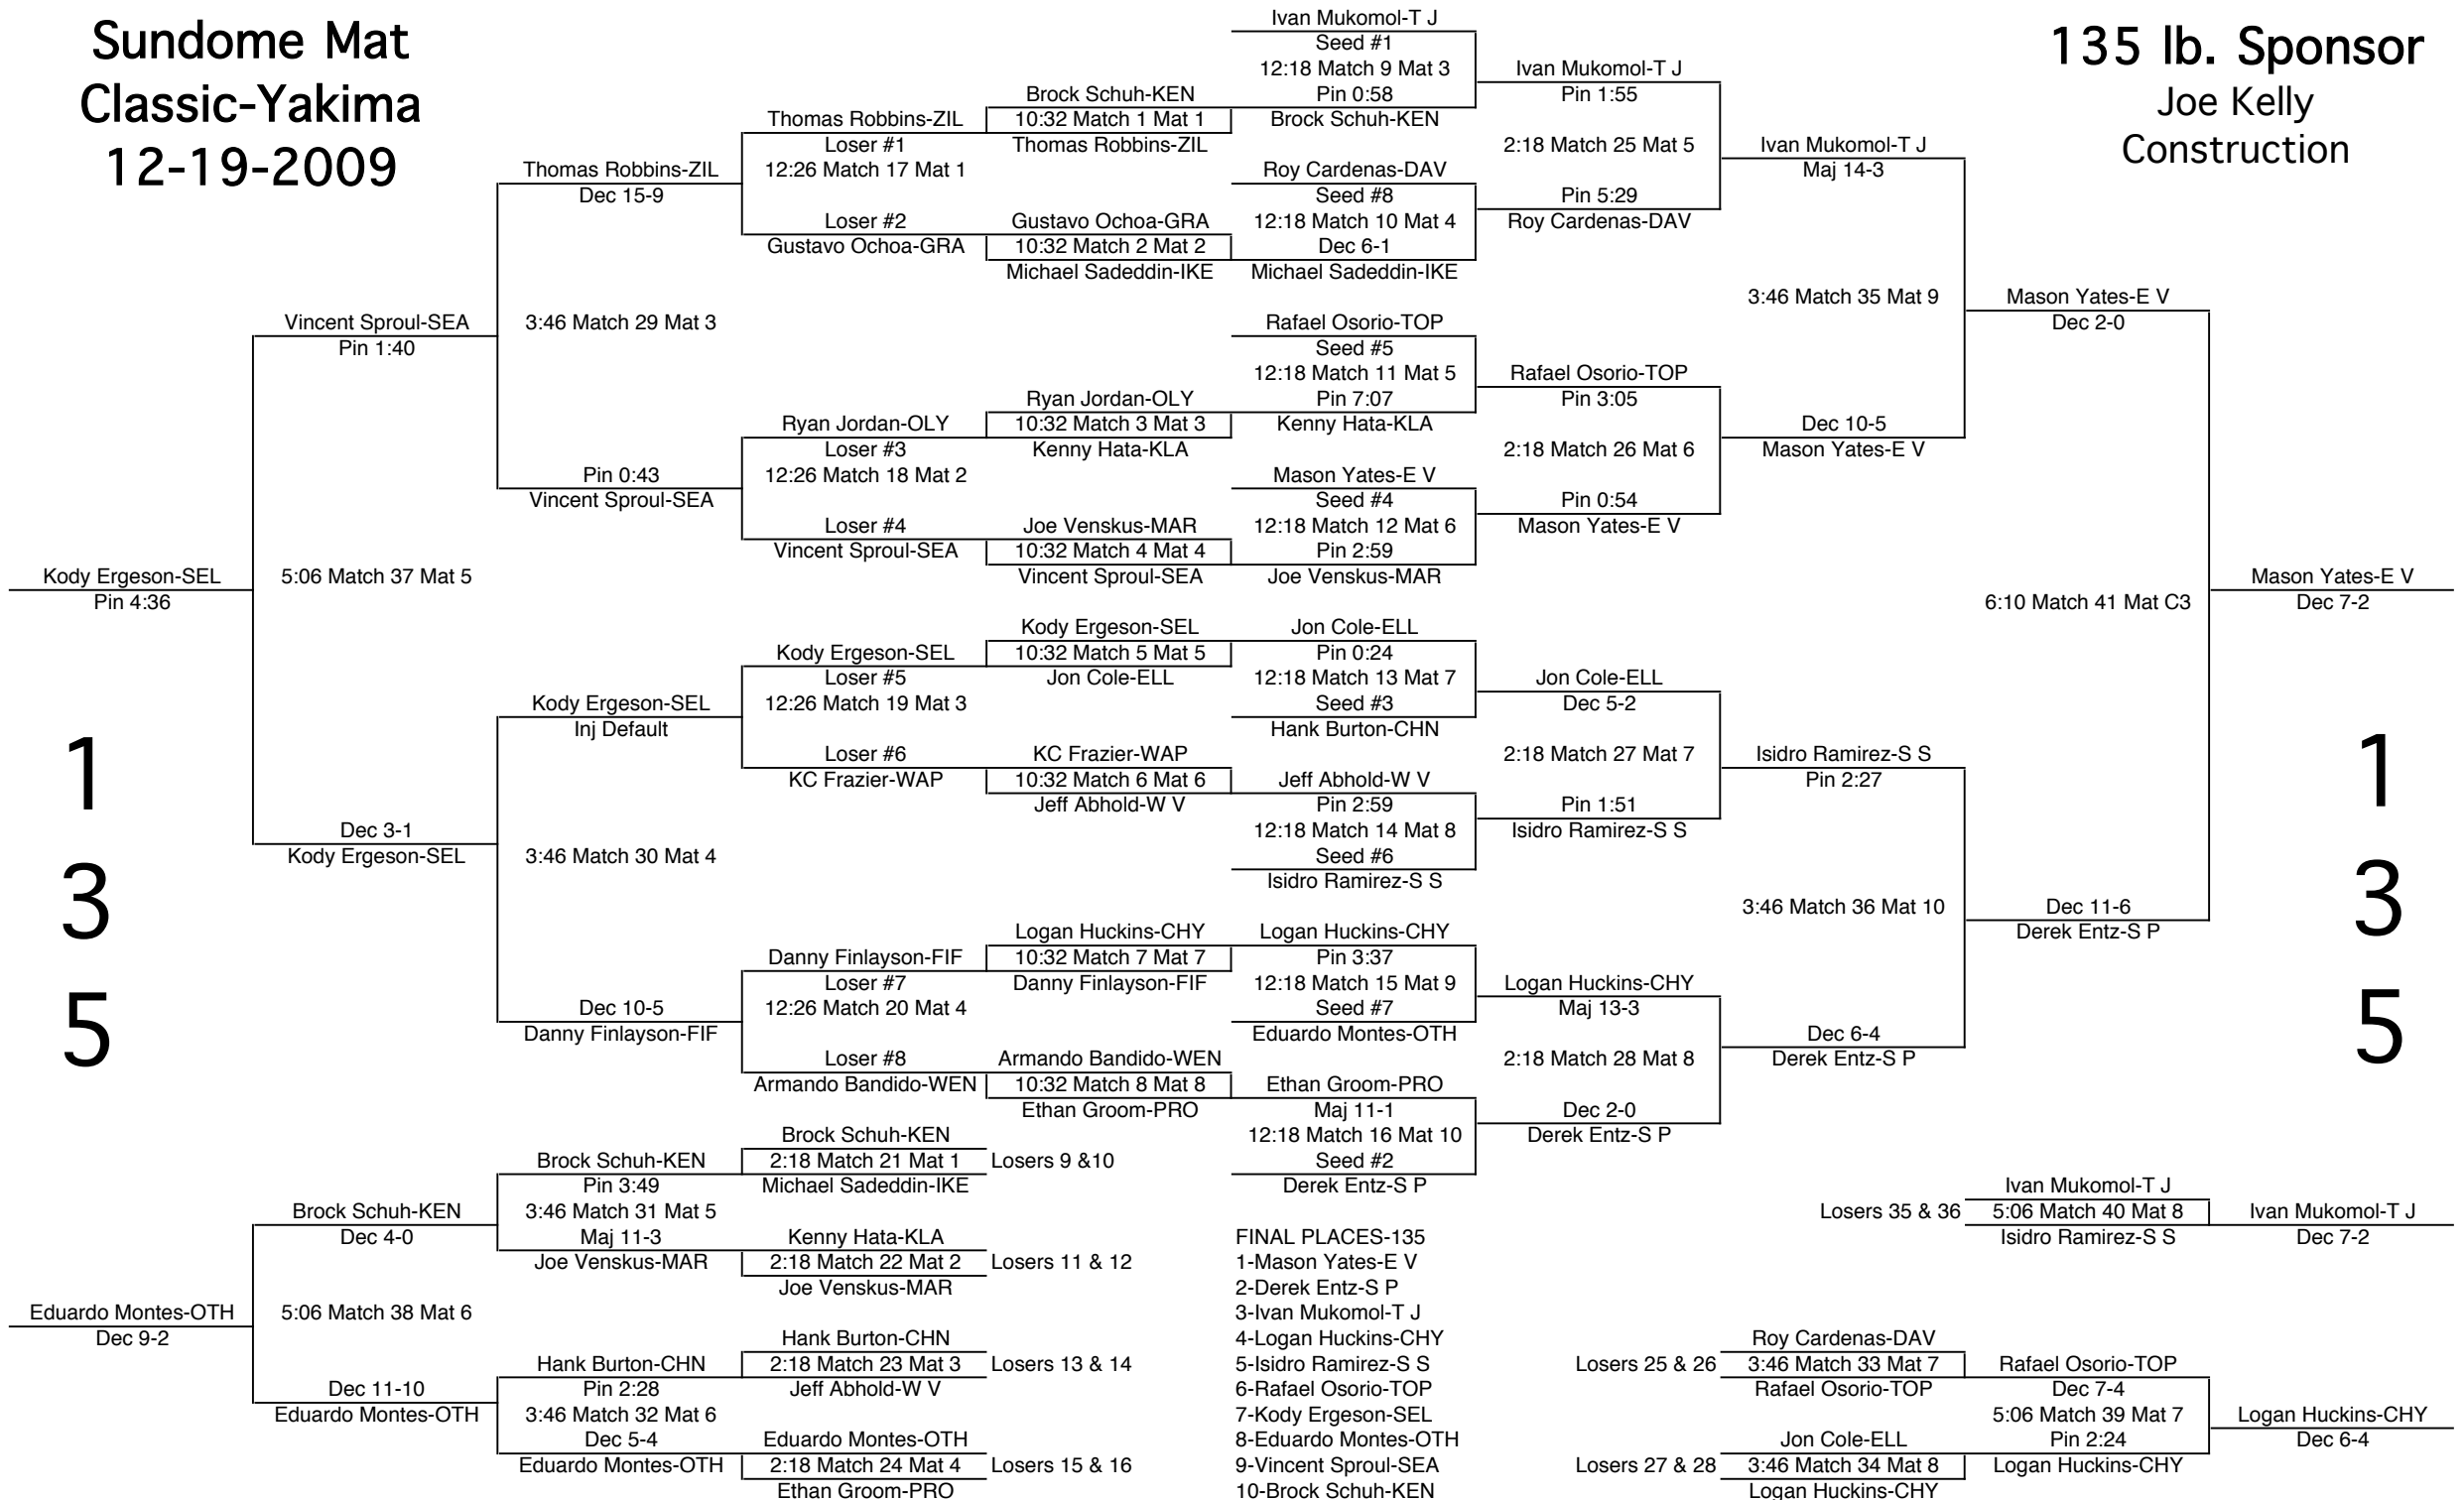 Sundome Mat
Classic-Yakima
12-19-2009
135 lb. Sponsor
Joe Kelly
Construction
Kody Ergeson-SEL
Pin 4:36
1
3
5
Eduardo Montes-OTH
Dec 9-2
Vincent Sproul-SEA
Pin 1:40
5:06 Match 37 Mat 5
Dec 3-1
Kody Ergeson-SEL
Brock Schuh-KEN
Dec 4-0
5:06 Match 38 Mat 6
Dec 11-10
Eduardo Montes-OTH
Thomas Robbins-ZIL
Dec 15-9
3:46 Match 29 Mat 3
Pin 0:43
Vincent Sproul-SEA
Kody Ergeson-SEL
Inj Default
3:46 Match 30 Mat 4
Dec 10-5
Danny Finlayson-FIF
Brock Schuh-KEN
Pin 3:49
3:46 Match 31 Mat 5
Maj 11-3
Joe Venskus-MAR
Hank Burton-CHN
Pin 2:28
3:46 Match 32 Mat 6
Dec 5-4
Eduardo Montes-OTH
Thomas Robbins-ZIL
Loser #1
12:26 Match 17 Mat 1
Loser #2
Gustavo Ochoa-GRA
Ryan Jordan-OLY
Loser #3
12:26 Match 18 Mat 2
Loser #4
Vincent Sproul-SEA
Kody Ergeson-SEL
Loser #5
12:26 Match 19 Mat 3
Loser #6
KC Frazier-WAP
Danny Finlayson-FIF
Loser #7
12:26 Match 20 Mat 4
Loser #8
Armando Bandido-WEN
Brock Schuh-KEN
2:18 Match 21 Mat 1
Losers 9 &10
Michael Sadeddin-IKE
Kenny Hata-KLA
2:18 Match 22 Mat 2
Losers 11 & 12
Joe Venskus-MAR
Hank Burton-CHN
2:18 Match 23 Mat 3
Losers 13 & 14
Jeff Abhold-W V
Eduardo Montes-OTH
2:18 Match 24 Mat 4
Losers 15 & 16
Ethan Groom-PRO
Brock Schuh-KEN
10:32 Match 1 Mat 1
Thomas Robbins-ZIL
Gustavo Ochoa-GRA
10:32 Match 2 Mat 2
Michael Sadeddin-IKE
Ryan Jordan-OLY
10:32 Match 3 Mat 3
Kenny Hata-KLA
Joe Venskus-MAR
10:32 Match 4 Mat 4
Vincent Sproul-SEA
Kody Ergeson-SEL
10:32 Match 5 Mat 5
Jon Cole-ELL
KC Frazier-WAP
10:32 Match 6 Mat 6
Jeff Abhold-W V
Logan Huckins-CHY
10:32 Match 7 Mat 7
Danny Finlayson-FIF
Armando Bandido-WEN
10:32 Match 8 Mat 8
Ethan Groom-PRO
Ivan Mukomol-T J
Seed #1
12:18 Match 9 Mat 3
Pin 0:58
Brock Schuh-KEN
Roy Cardenas-DAV
Seed #8
12:18 Match 10 Mat 4
Dec 6-1
Michael Sadeddin-IKE
Rafael Osorio-TOP
Seed #5
12:18 Match 11 Mat 5
Pin 7:07
Kenny Hata-KLA
Mason Yates-E V
Seed #4
12:18 Match 12 Mat 6
Pin 2:59
Joe Venskus-MAR
Jon Cole-ELL
Pin 0:24
12:18 Match 13 Mat 7
Seed #3
Hank Burton-CHN
Jeff Abhold-W V
Pin 2:59
12:18 Match 14 Mat 8
Seed #6
Isidro Ramirez-S S
Logan Huckins-CHY
Pin 3:37
12:18 Match 15 Mat 9
Seed #7
Eduardo Montes-OTH
Ethan Groom-PRO
Maj 11-1
12:18 Match 16 Mat 10
Seed #2
Derek Entz-S P
FINAL PLACES-135
1-Mason Yates-E V
2-Derek Entz-S P
3-Ivan Mukomol-T J
4-Logan Huckins-CHY
5-Isidro Ramirez-S S
6-Rafael Osorio-TOP
7-Kody Ergeson-SEL
8-Eduardo Montes-OTH
9-Vincent Sproul-SEA
10-Brock Schuh-KEN
Ivan Mukomol-T J
Pin 1:55
2:18 Match 25 Mat 5
Pin 5:29
Roy Cardenas-DAV
Rafael Osorio-TOP
Pin 3:05
2:18 Match 26 Mat 6
Pin 0:54
Mason Yates-E V
Jon Cole-ELL
Dec 5-2
2:18 Match 27 Mat 7
Pin 1:51
Isidro Ramirez-S S
Logan Huckins-CHY
Maj 13-3
2:18 Match 28 Mat 8
Dec 2-0
Derek Entz-S P
Ivan Mukomol-T J
Maj 14-3
3:46 Match 35 Mat 9
Dec 10-5
Mason Yates-E V
Isidro Ramirez-S S
Pin 2:27
3:46 Match 36 Mat 10
Dec 6-4
Derek Entz-S P
Mason Yates-E V
Dec 2-0
6:10 Match 41 Mat C3
Dec 11-6
Derek Entz-S P
Mason Yates-E V
Dec 7-2
1
3
5
Ivan Mukomol-T J
Losers 35 & 36
5:06 Match 40 Mat 8
Isidro Ramirez-S S
Ivan Mukomol-T J
Dec 7-2
Roy Cardenas-DAV
Losers 25 & 26
3:46 Match 33 Mat 7
Rafael Osorio-TOP
Jon Cole-ELL
Losers 27 & 28
3:46 Match 34 Mat 8
Logan Huckins-CHY
Rafael Osorio-TOP
Dec 7-4
5:06 Match 39 Mat 7
Pin 2:24
Logan Huckins-CHY
Logan Huckins-CHY
Dec 6-4